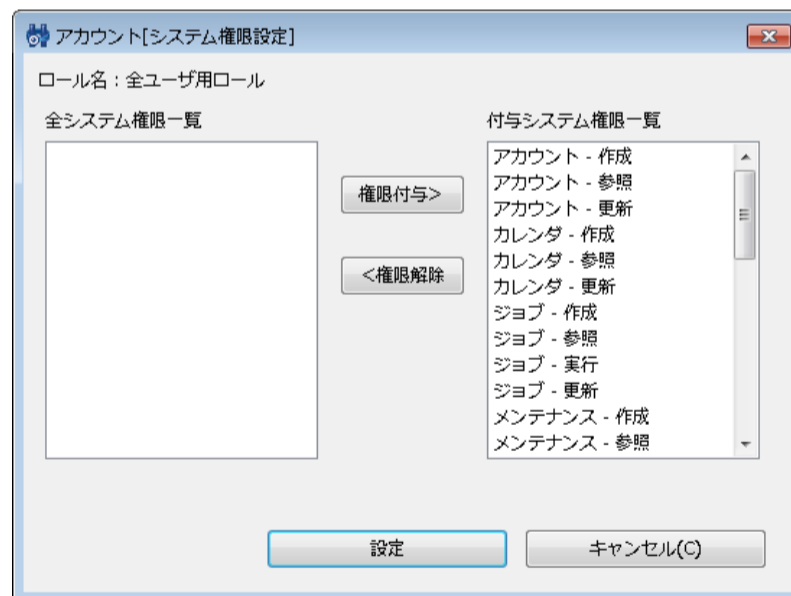 アカウント[システム権限設定]
ロール名：全ユーザ用ロール
全システム権限一覧
付与システム権限一覧
権限付与>
<権限解除
アカウント - 作成
アカウント - 参照
アカウント - 更新
カレンダ - 作成
カレンダ - 参照
カレンダ - 更新
ジョブ - 作成
ジョブ - 参照
ジョブ - 実行
ジョブ - 更新
メンテナンス - 作成
メンテナンス - 参照
設定
キャンセル(C)